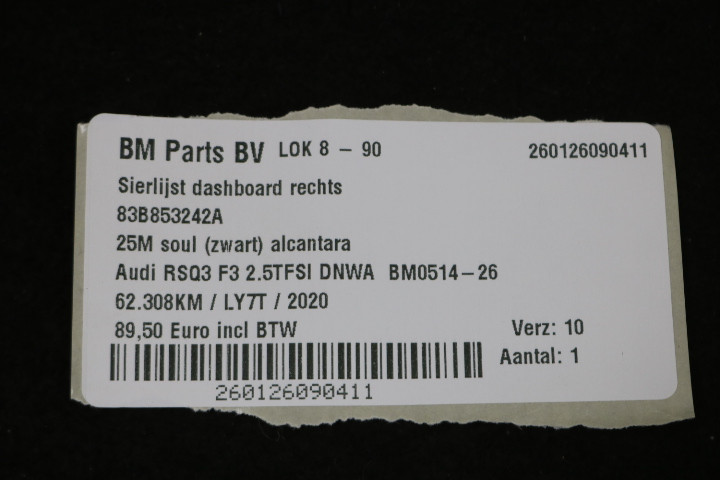 BM Parts BV LOK 8 - 90 260126090411
Sierlijst dashboard rechts
83B853242A
25M soul (zwart) alcantara
Audi RSQ3 F3 2.5TFSI DNWA BM0514-26
62.308KM / LY7T / 2020
89,50 Euro incl BTW Verz: 10
Aantal: 1
260126090411